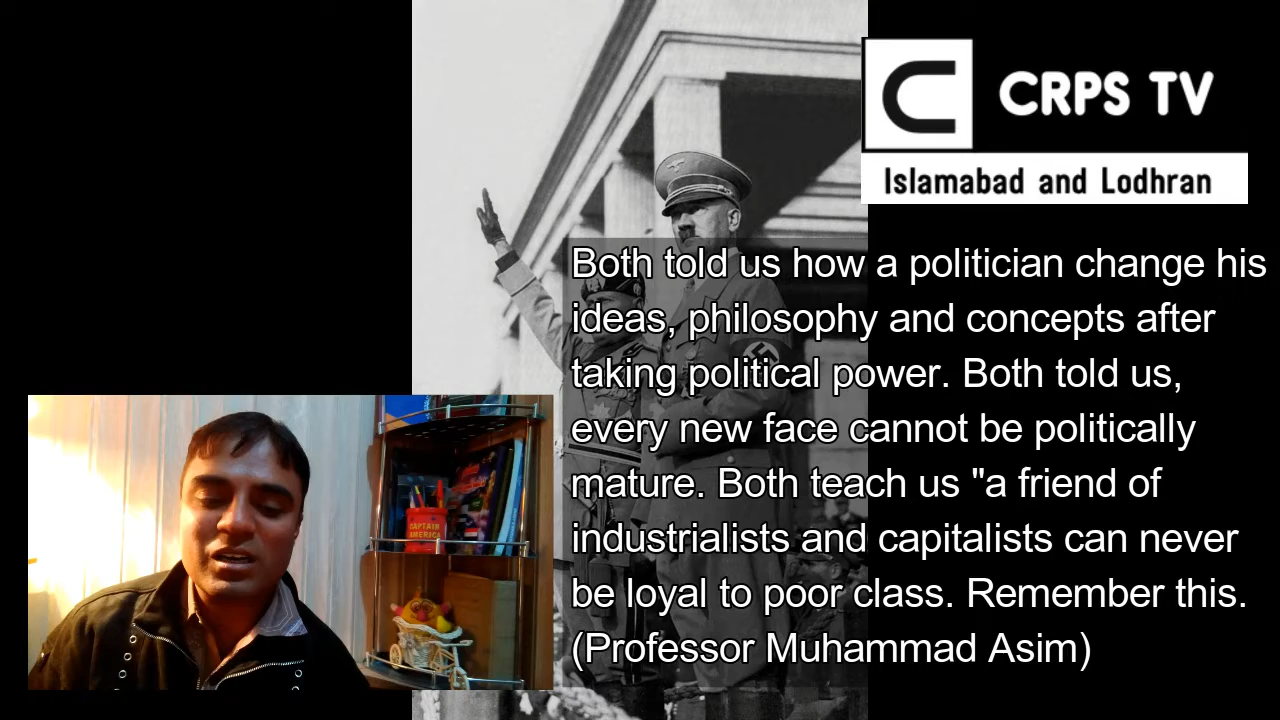 CRPS TV
Islamabad and Lodhran
Both told us how a politician change his
ideas, philosophy and concepts after
taking political power. Both told us,
every new face cannot be politically
mature. Both teach us "a friend of
industrialists and capitalists can never
be loyal to poor class. Remember this.
(Professor Muhammad Asim)
CAPTAIN
AMERICA